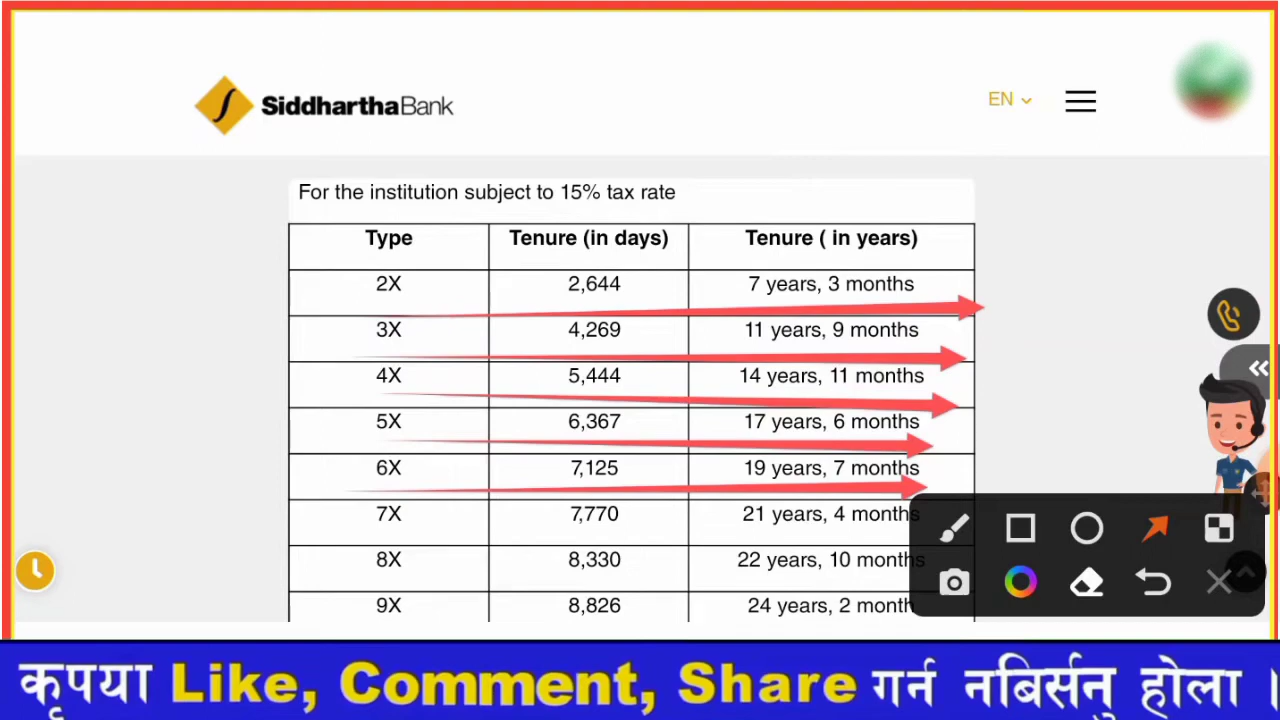 SiddharthaBank
EN
For the institution subject to 15% tax rate
Type Tenure (in days) Tenure ( in years)
2X 2,644 7 years, 3 months
3X 4,269 11 years, 9 months
4X 5,444 14 years, 11 months
5X 6,367 17 years, 6 months
6X 7,125 19 years, 7 months
7X 7,770 21 years, 4 months
8X 8,330 22 years, 10 months
9X 8,826 24 years, 2 month
कृपया Like, Comment, Share गर्न नबिर्सनु होला ।